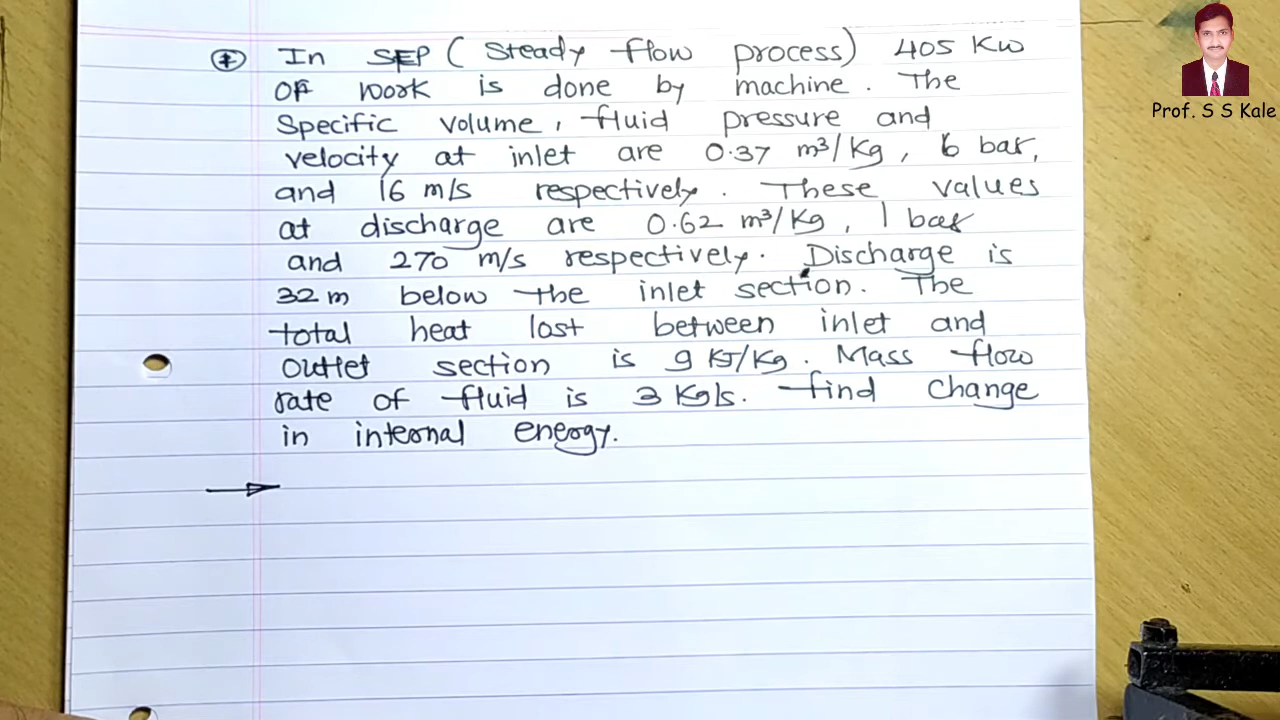 * In SFP ( Steady flow process) 405 Kw
OF work is done by machine. The
Specific volume, fluid pressure and
velocity at inlet are 0.37 m³/Kg, 6 bar,
and 16 m/s respectively. These values
at discharge are 0.62 m³/Kg, 1 bar
and 270 m/s respectively. Discharge is
32 m below the inlet section. The
total heat lost between inlet and
outlet section is 9 KJ/Kg. Mass flow
rate of fluid is 3 Kg/s. find change
in internal energy.
→
Prof. S S Kale